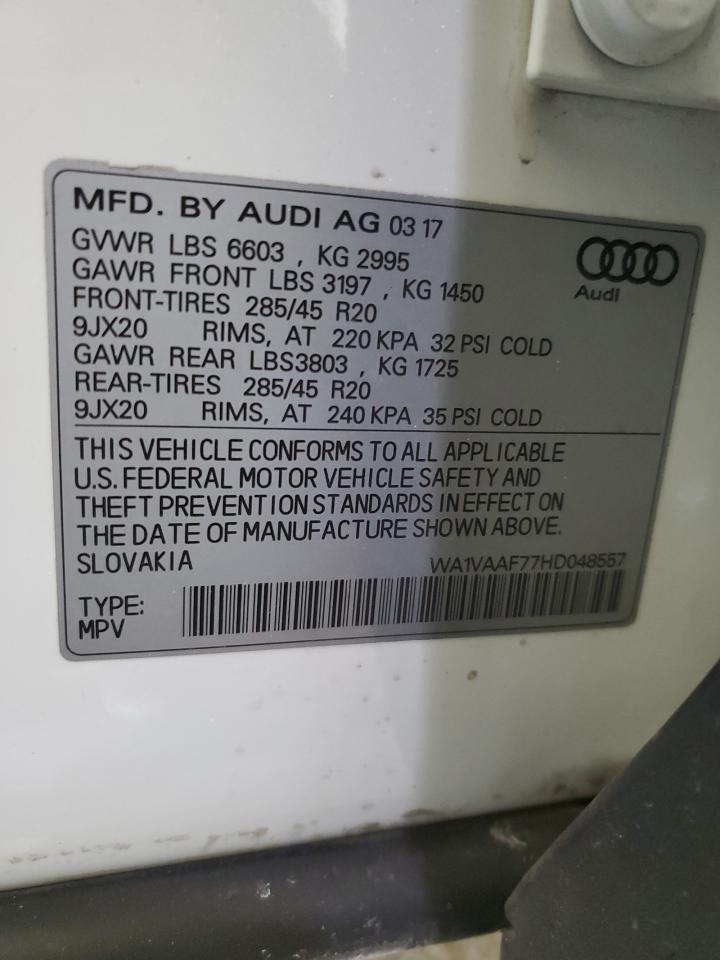 MFD. BY AUDI AG 03 17
GVWR LBS 6603 , KG 2995
GAWR FRONT LBS 3197 , KG 1450
FRONT-TIRES 285/45 R20
9JX20 RIMS, AT 220 KPA 32 PSI COLD
GAWR REAR LBS3803 , KG 1725
REAR-TIRES 285/45 R20
9JX20 RIMS, AT 240 KPA 35 PSI COLD
Audi
THIS VEHICLE CONFORMS TO ALL APPLICABLE
U.S. FEDERAL MOTOR VEHICLE SAFETY AND
THEFT PREVENTION STANDARDS IN EFFECT ON
THE DATE OF MANUFACTURE SHOWN ABOVE.
SLOVAKIA WA1VAAF77HD048557
TYPE:
MPV